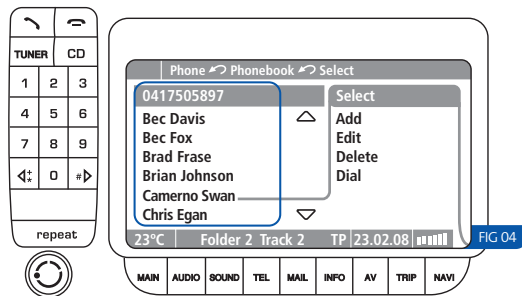 TUNER CD
1 2 3
4 5 6
7 8 9
* 0 #
repeat
Phone Phonebook Select
0417505897
Bec Davis
Bec Fox
Brad Frase
Brian Johnson
Camerno Swan
Chris Egan
Select
Add
Edit
Delete
Dial
23°C Folder 2 Track 2 TP 23.02.08
FIG 04
MAIN AUDIO SOUND TEL MAIL INFO AV TRIP NAVI